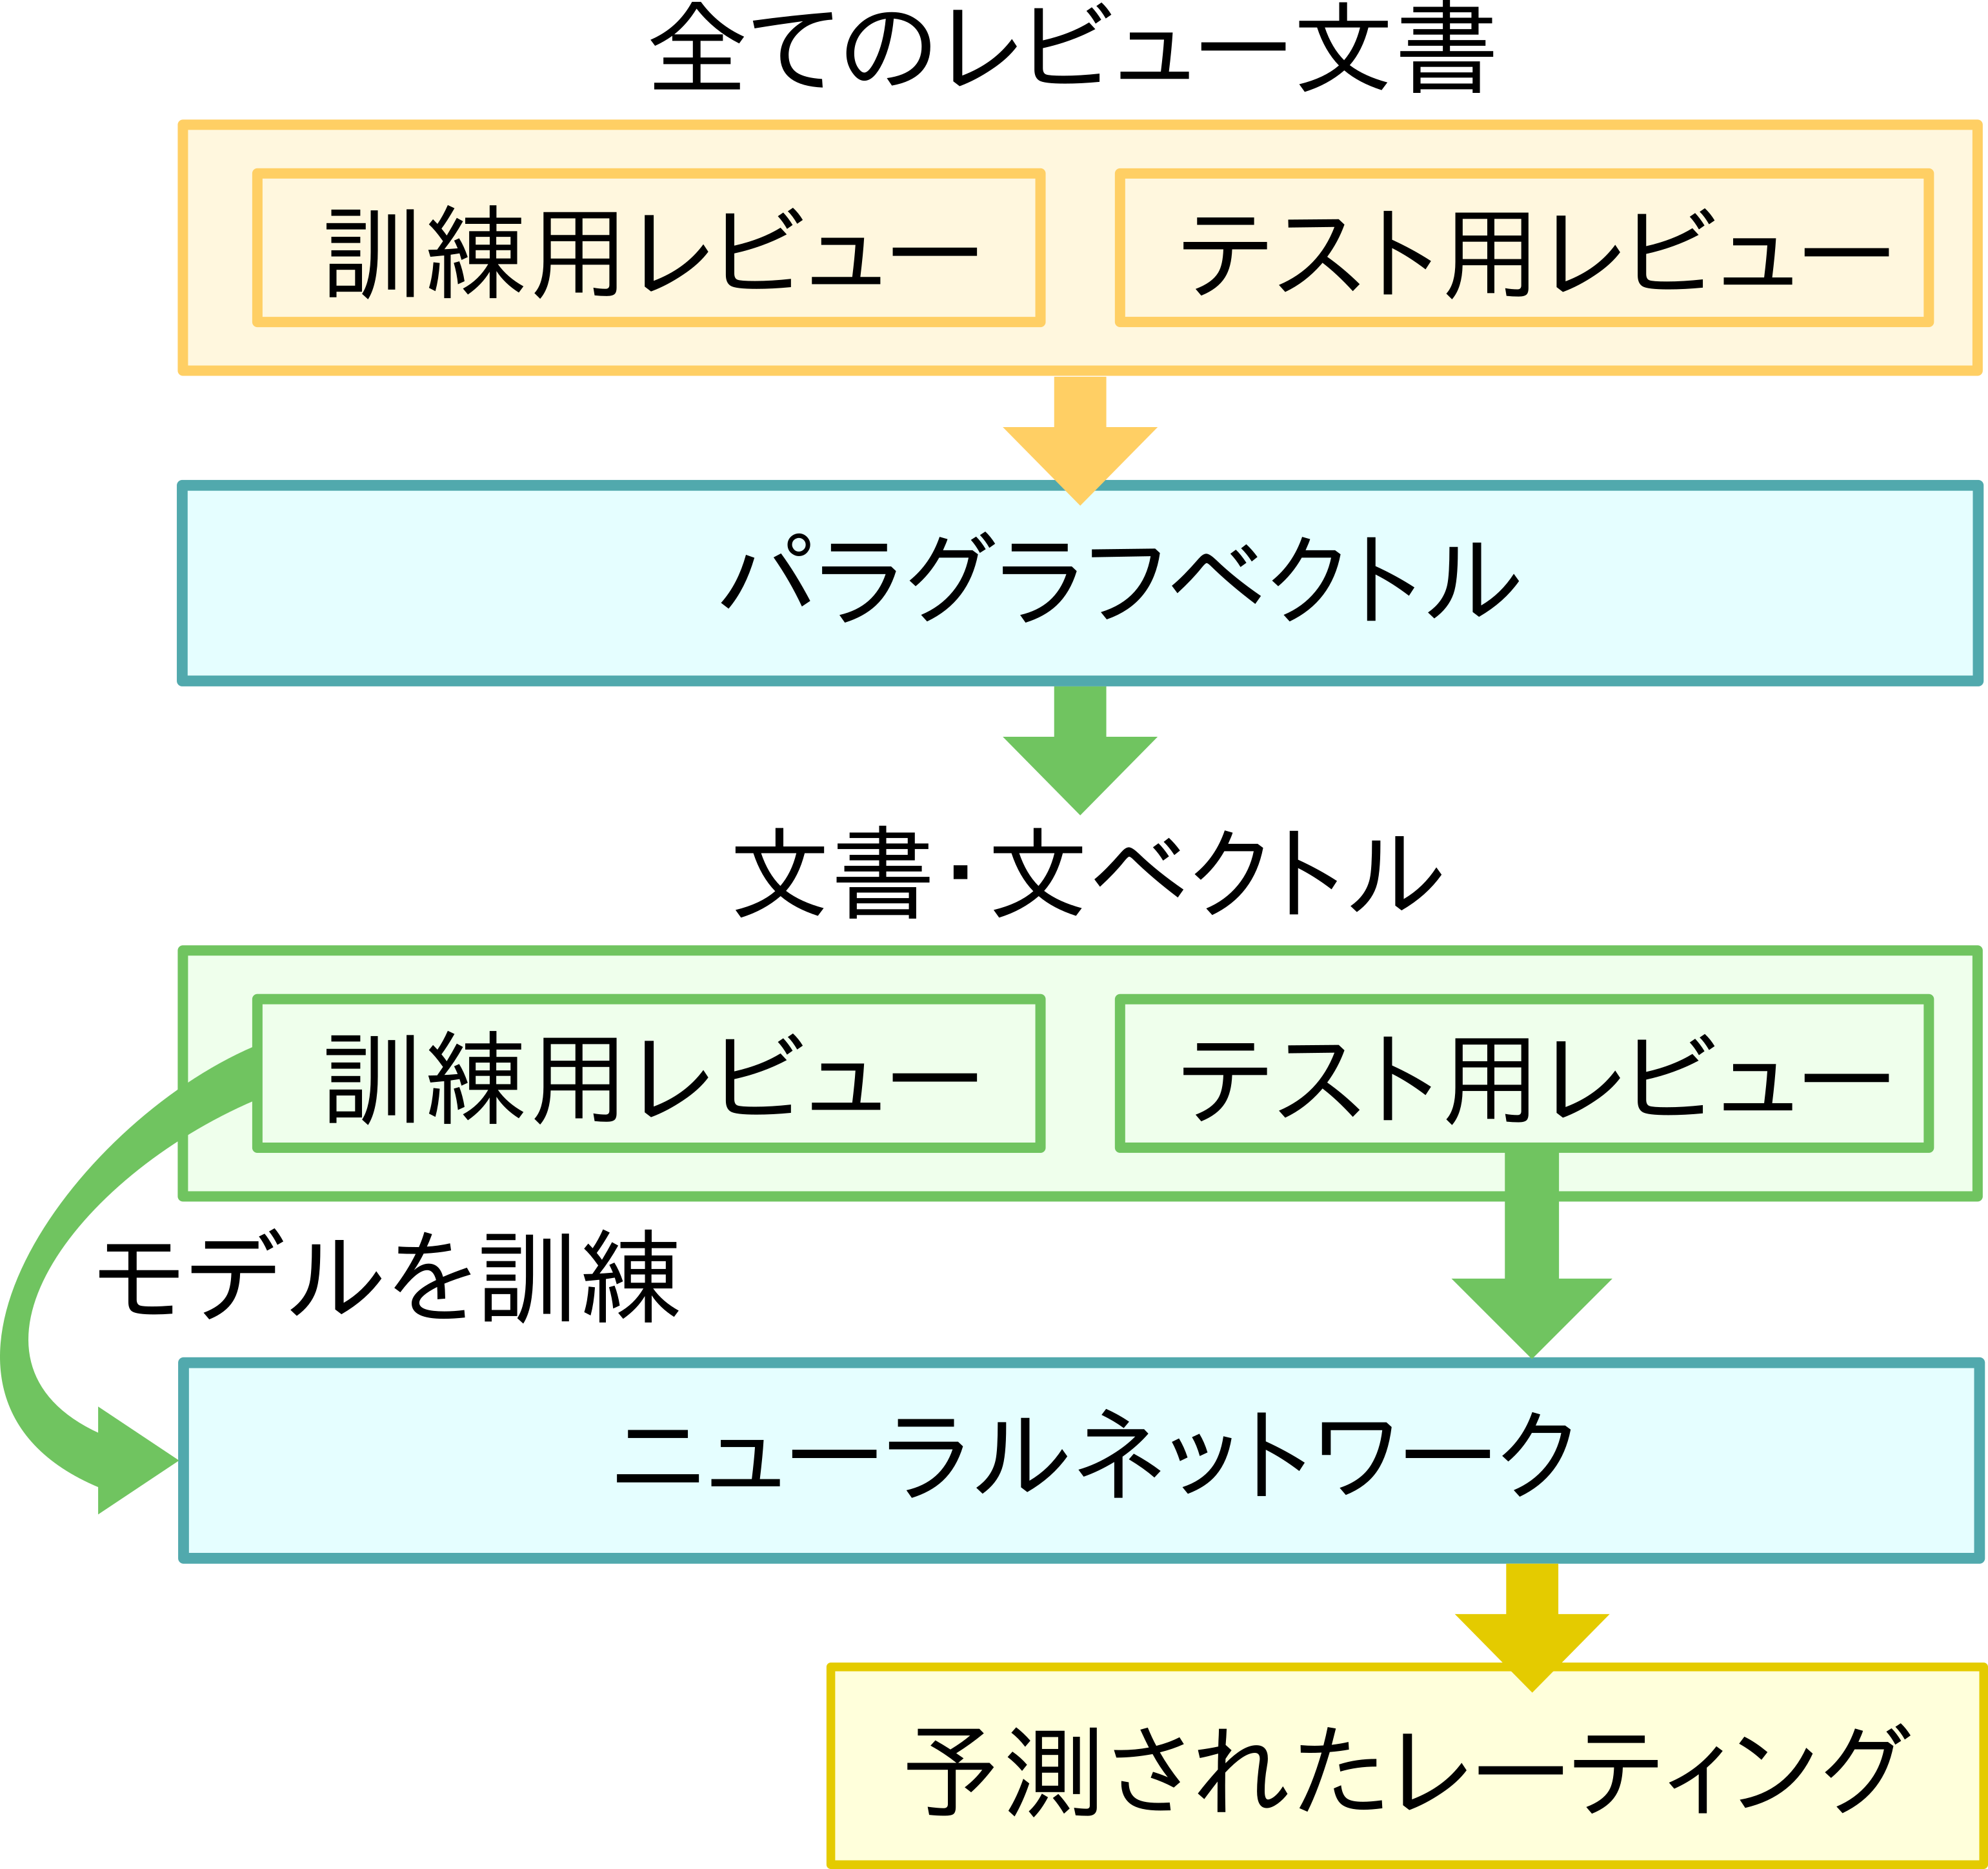 全てのレビュー文書
訓練用レビュー
テスト用レビュー
パラグラフベクトル
文書・文ベクトル
訓練用レビュー
テスト用レビュー
モデルを訓練
ニューラルネットワーク
予測されたレーティング